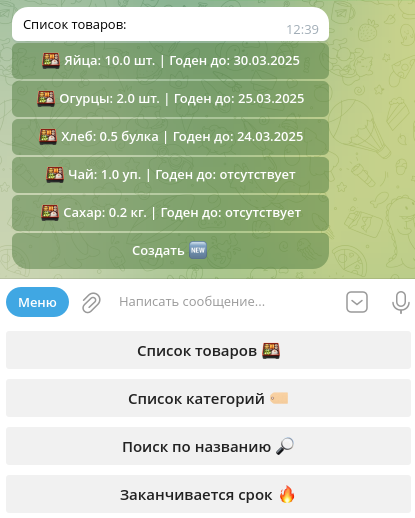 Список товаров:
12:39
🍱 Яйца: 10.0 шт. | Годен до: 30.03.2025
🍱 Огурцы: 2.0 шт. | Годен до: 25.03.2025
🍱 Хлеб: 0.5 булка | Годен до: 24.03.2025
🍱 Чай: 1.0 уп. | Годен до: отсутствует
🍱 Сахар: 0.2 кг. | Годен до: отсутствует
Создать 🆕
Меню
Написать сообщение...
Список товаров 🍱
Список категорий 🏷️
Поиск по названию 🔎
Заканчивается срок 🔥